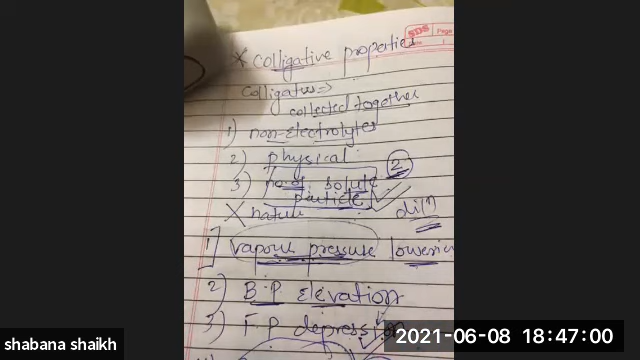 SDS Page
X colligative properties
colligatus =>
collected together
1) non-electrolytes
2) physical 2
3) no. of solute
particle
X nature
dil
1] vapour pressure lowering
2) B.P elevation
3) F.P depression
shabana shaikh
2021-06-08 18:47:00